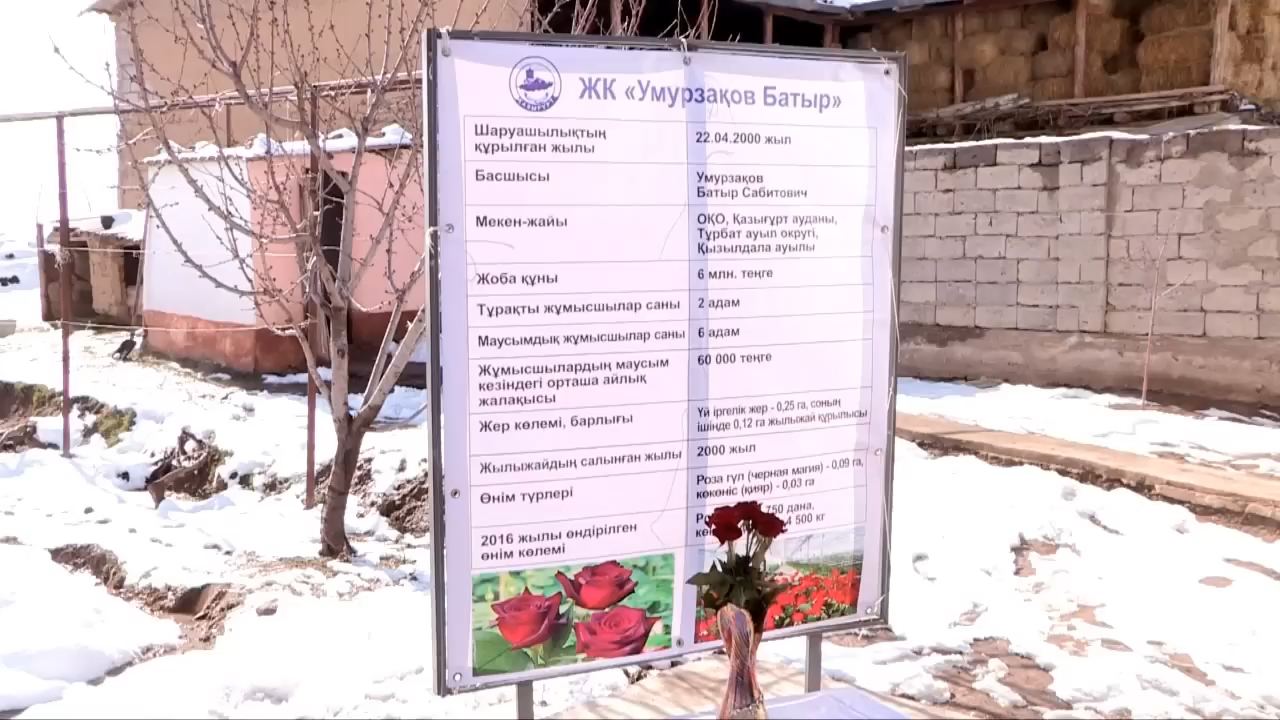 ЖК «Умурзақов Батыр»
Шаруашылықтың
құрылған жылы
22.04.2000 жыл
Басшысы
Умурзақов
Батыр Сабитович
Мекен-жайы
ОҚО, Қазығұрт ауданы,
Тұрбат ауыл округі,
Қызылдала ауылы
Жоба құны
6 млн. теңге
Тұрақты жұмысшылар саны
2 адам
Маусымдық жұмысшылар саны
6 адам
Жұмысшылардың маусым
кезіндегі орташа айлық
жалақысы
60 000 теңге
Жер көлемі, барлығы
Үй іргелік жер - 0,25 га, соның
ішінде 0,12 га жылыжай құрылысы
Жылыжайдың салынған жылы
2000 жыл
Өнім түрлері
Роза гүл (черная магия) - 0,09 га,
көкөніс (қияр) - 0,03 га
2016 жылы өндірілген
өнім көлемі
750 дана,
500 кг